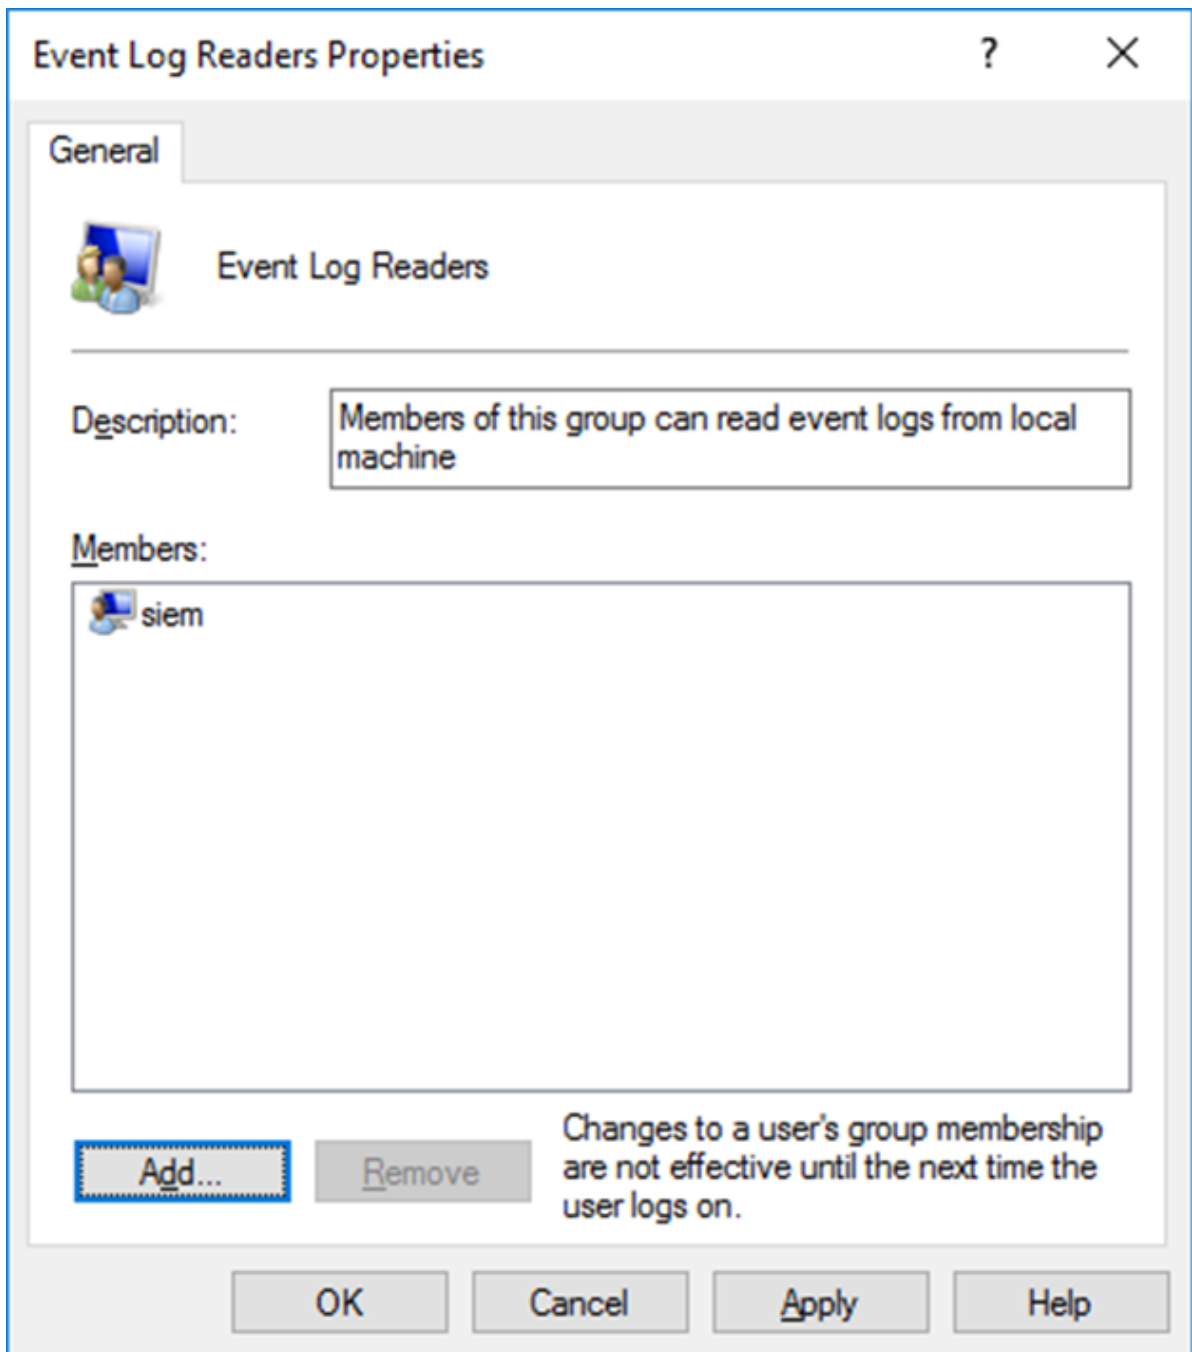 Event Log Readers Properties
?
General
Event Log Readers
Description:
Members of this group can read event logs from local
machine
Members:
siem
Add...
Remove
Changes to a user's group membership
are not effective until the next time the
user logs on.
OK
Cancel
Apply
Help